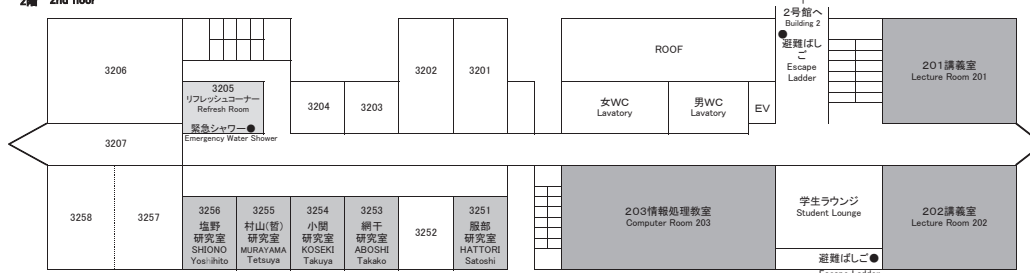 2階 2nd floor
3206
3205
リフレッシュコーナー
Refresh Room
緊急シャワー●
Emergency Water Shower
3204
3203
3202
3201
ROOF
女WC
Lavatory
男WC
Lavatory
EV
2号館へ
Building 2
避難ばし
ご
Escape
Ladder
201講義室
Lecture Room 201
3207
3258
3257
3256
塩野
研究室
SHIONO
Yoshihito
3255
村山(哲)
研究室
MURAYAMA
Tetsuya
3254
小関
研究室
KOSEKI
Takuya
3253
網干
研究室
ABOSHI
Takako
3252
3251
服部
研究室
HATTORI
Satoshi
203情報処理教室
Computer Room 203
学生ラウンジ
Student Lounge
避難ばしご●
Escape Ladder
202講義室
Lecture Room 202